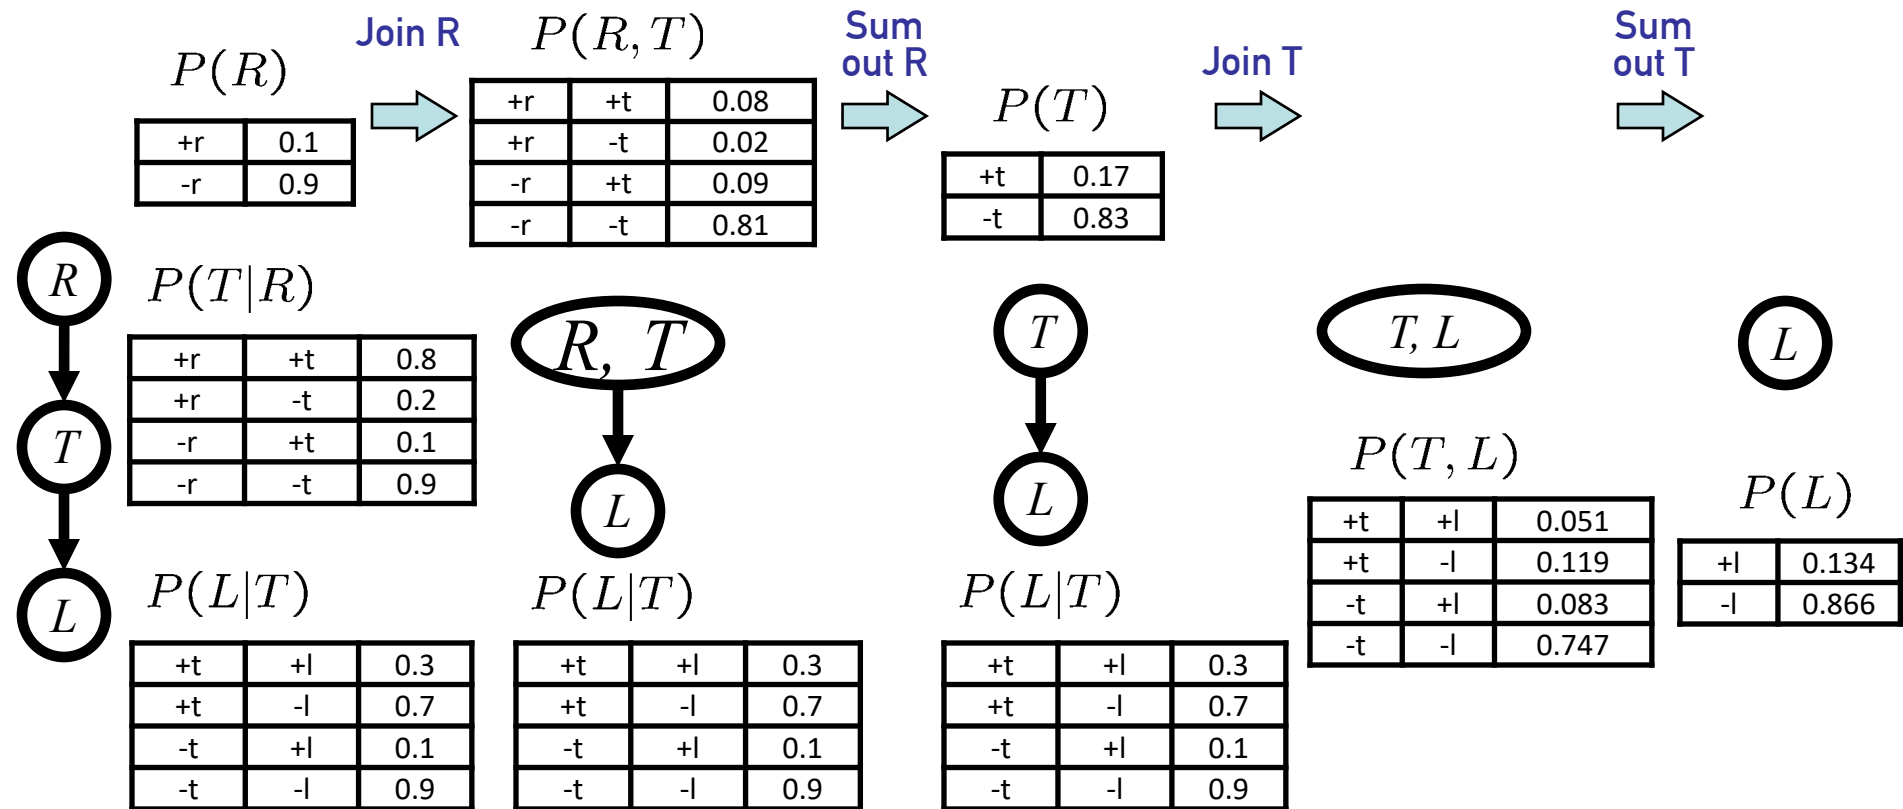 Join R
Sum
out R
Join T
Sum
out T
P(R)
+r 0.1
-r 0.9
P(R, T)
+r +t 0.08
+r -t 0.02
-r +t 0.09
-r -t 0.81
P(T)
+t 0.17
-t 0.83
R
T
L
P(T|R)
+r +t 0.8
+r -t 0.2
-r +t 0.1
-r -t 0.9
P(L|T)
+t +l 0.3
+t -l 0.7
-t +l 0.1
-t -l 0.9
R, T
L
P(L|T)
+t +l 0.3
+t -l 0.7
-t +l 0.1
-t -l 0.9
T
L
P(L|T)
+t +l 0.3
+t -l 0.7
-t +l 0.1
-t -l 0.9
T, L
P(T, L)
+t +l 0.051
+t -l 0.119
-t +l 0.083
-t -l 0.747
L
P(L)
+l 0.134
-l 0.866